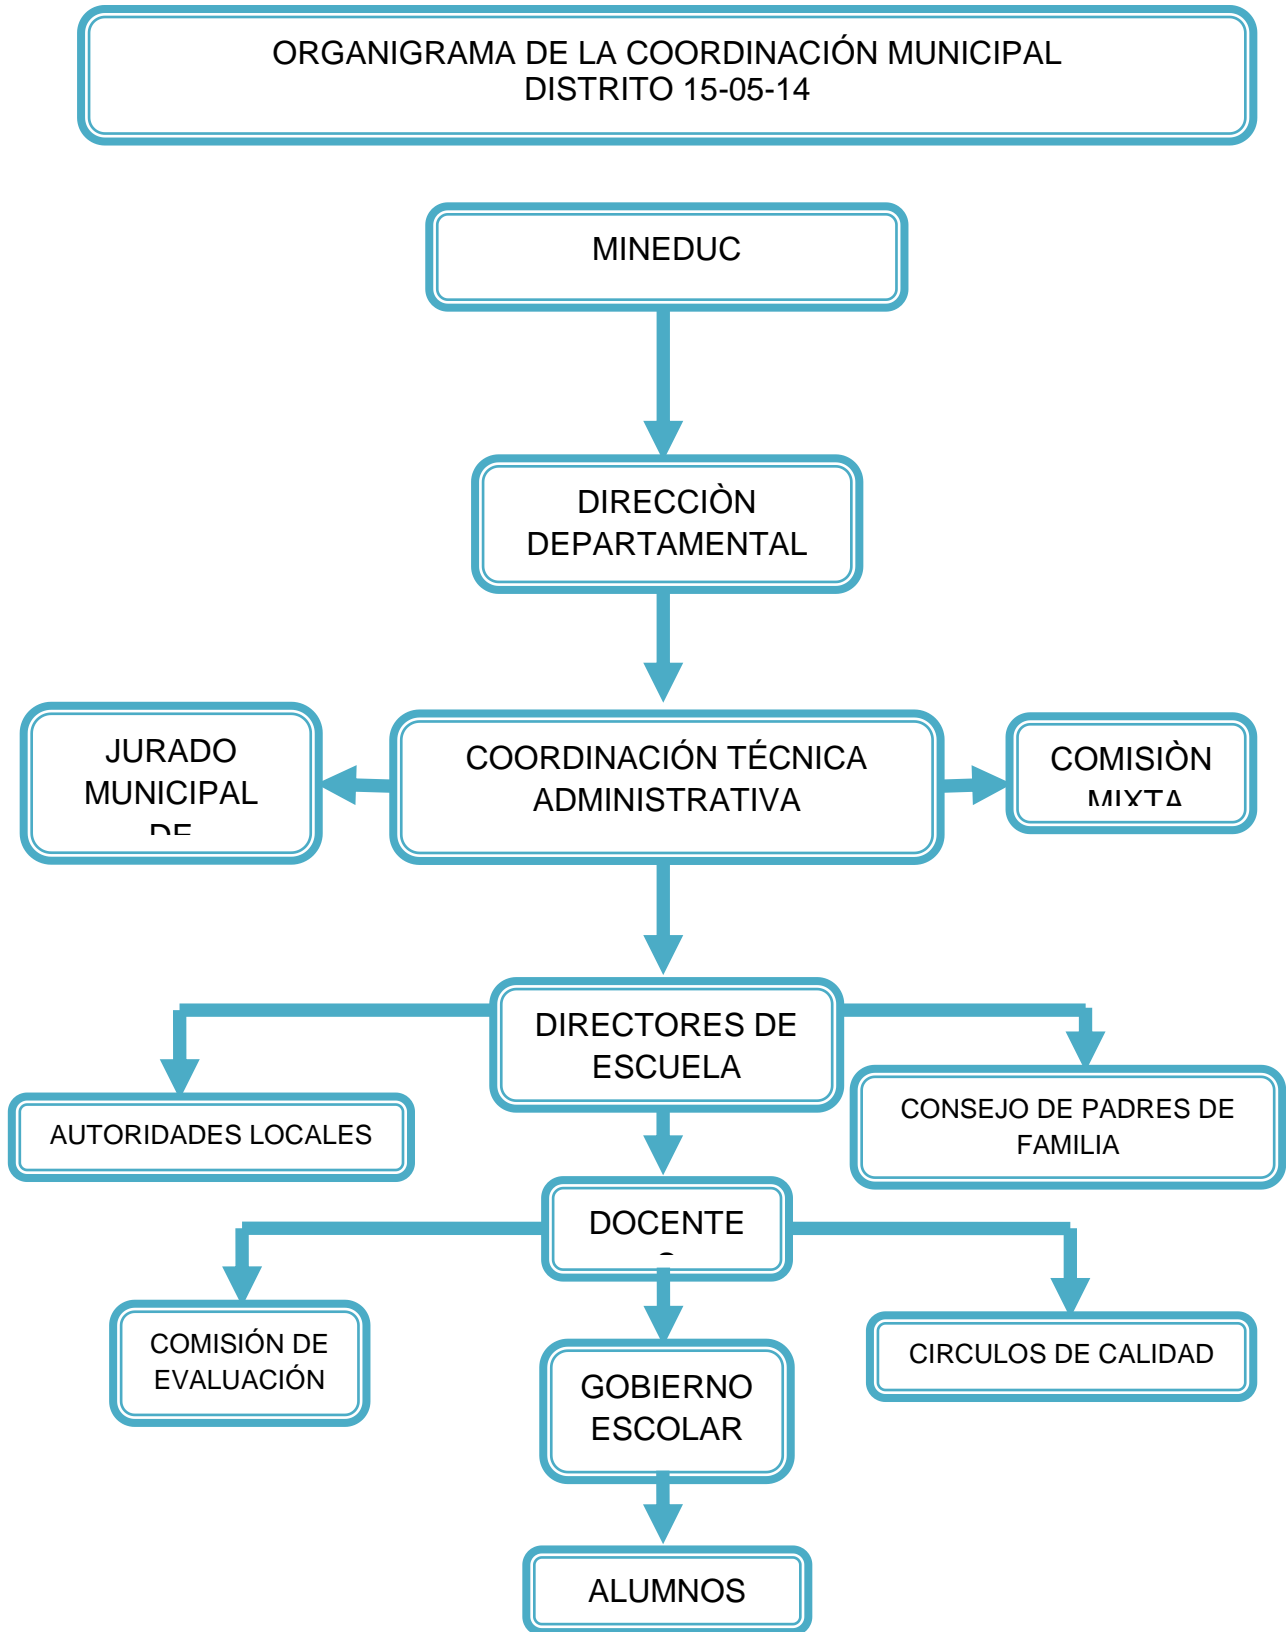 ORGANIGRAMA DE LA COORDINACIÓN MUNICIPAL
DISTRITO 15-05-14
MINEDUC
DIRECCIÒN
DEPARTAMENTAL
JURADO
MUNICIPAL
DE
COORDINACIÓN TÉCNICA
ADMINISTRATIVA
COMISIÒN
MIXTA
DIRECTORES DE
ESCUELA
AUTORIDADES LOCALES
CONSEJO DE PADRES DE
FAMILIA
DOCENTE
S
COMISIÓN DE
EVALUACIÓN
CIRCULOS DE CALIDAD
GOBIERNO
ESCOLAR
ALUMNOS